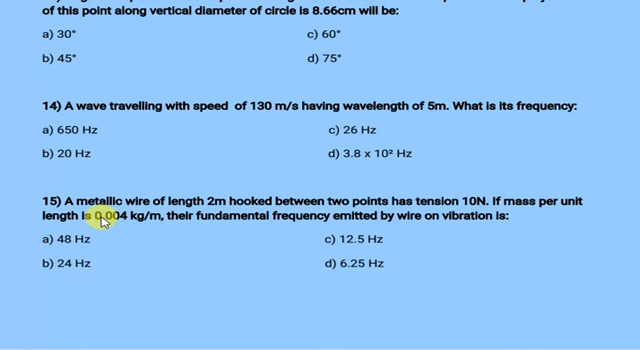 of this point along vertical diameter of circle is 8.66cm will be:
a) 30°
c) 60°
b) 45°
d) 75°
14) A wave travelling with speed of 130 m/s having wavelength of 5m. What is its frequency:
a) 650 Hz
c) 26 Hz
b) 20 Hz
d) 3.8 x 10² Hz
15) A metallic wire of length 2m hooked between two points has tension 10N. If mass per unit
length is 0.004 kg/m, their fundamental frequency emitted by wire on vibration is:
a) 48 Hz
c) 12.5 Hz
b) 24 Hz
d) 6.25 Hz